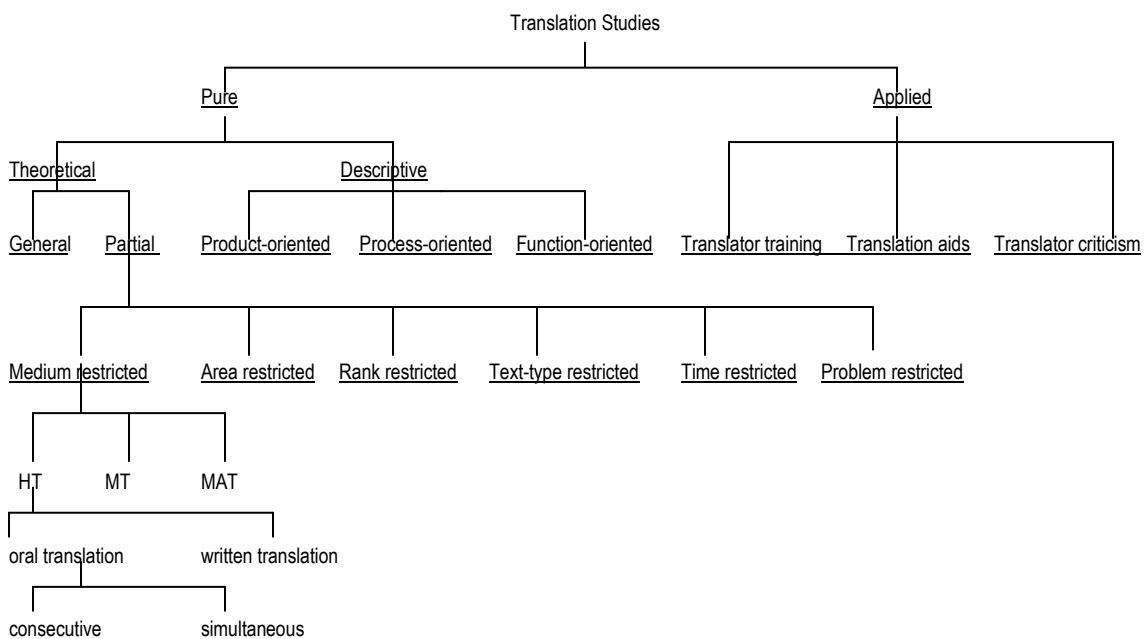 Translation Studies
Pure Applied
Theoretical Descriptive
General Partial Product-oriented Process-oriented Function-oriented Translator training Translation aids Translator criticism
Medium restricted Area restricted Rank restricted Text-type restricted Time restricted Problem restricted
HT MT MAT
oral translation written translation
consecutive simultaneous